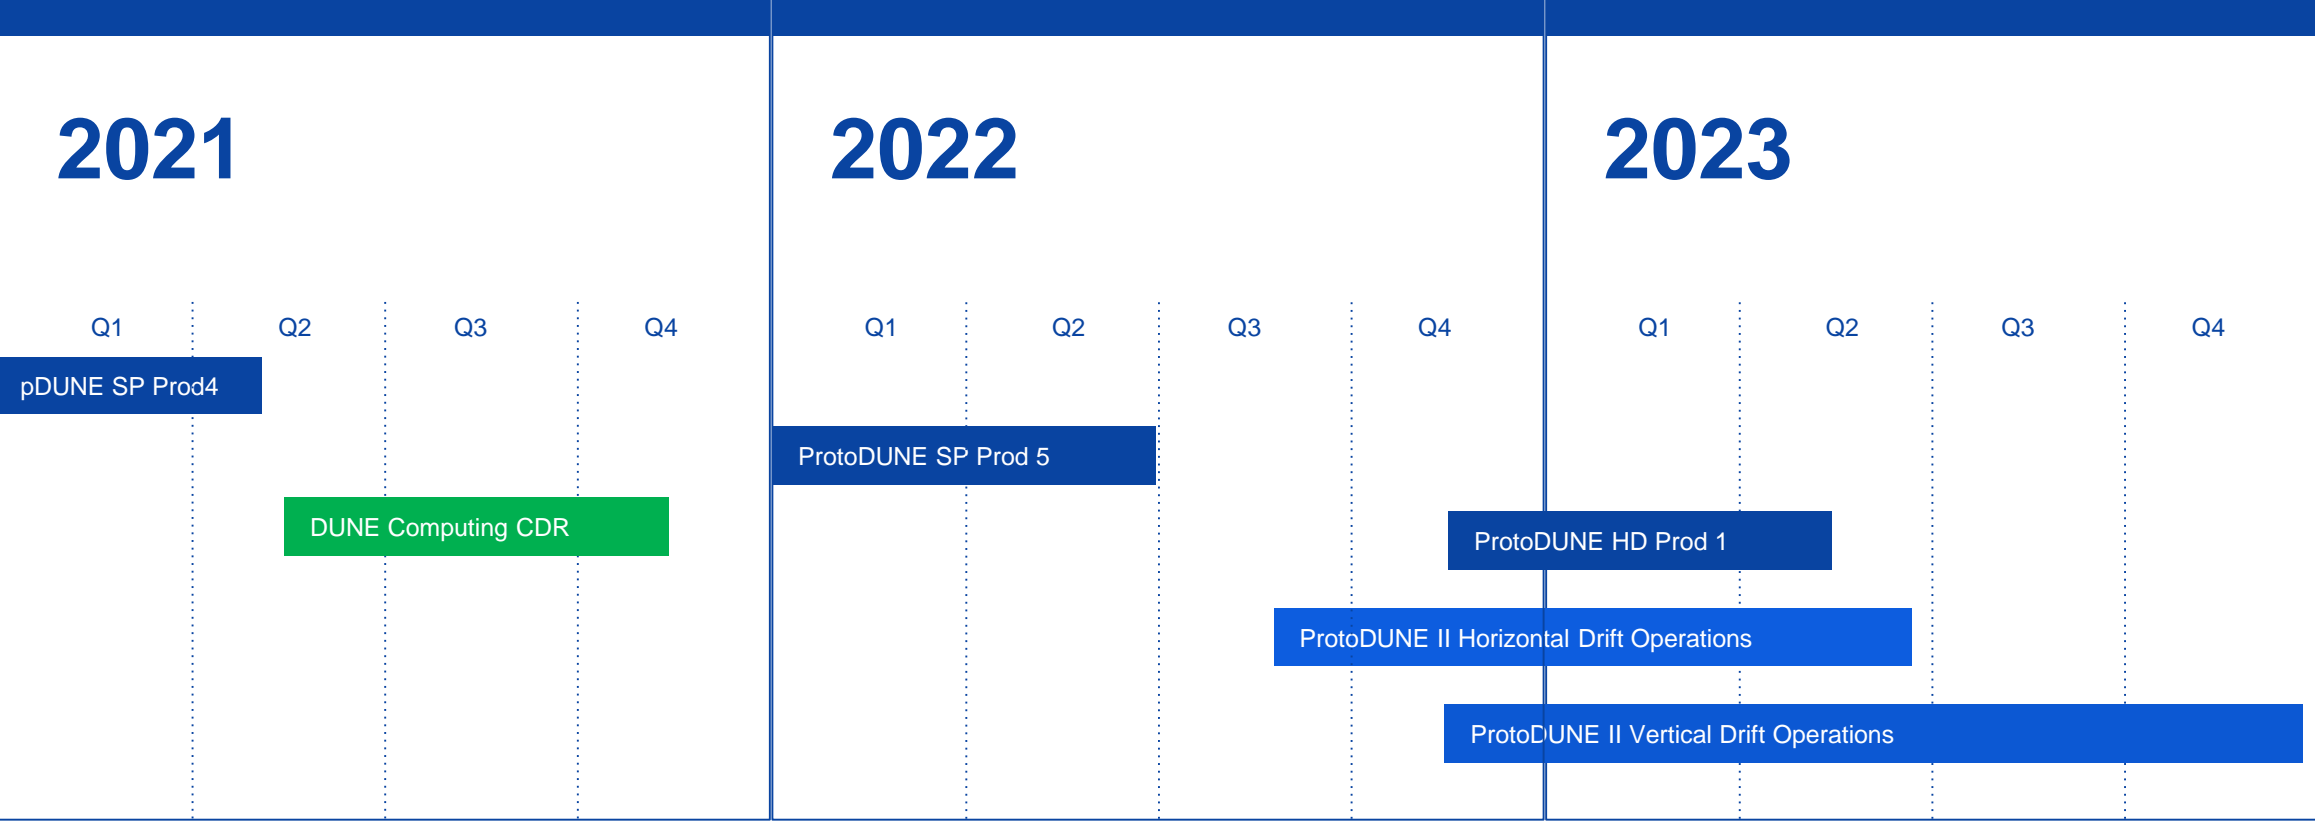 2021
2022
2023
Q1 Q2 Q3 Q4 Q1 Q2 Q3 Q4 Q1 Q2 Q3 Q4
pDUNE SP Prod4
ProtoDUNE SP Prod 5
DUNE Computing CDR
ProtoDUNE HD Prod 1
ProtoDUNE II Horizontal Drift Operations
ProtoDUNE II Vertical Drift Operations